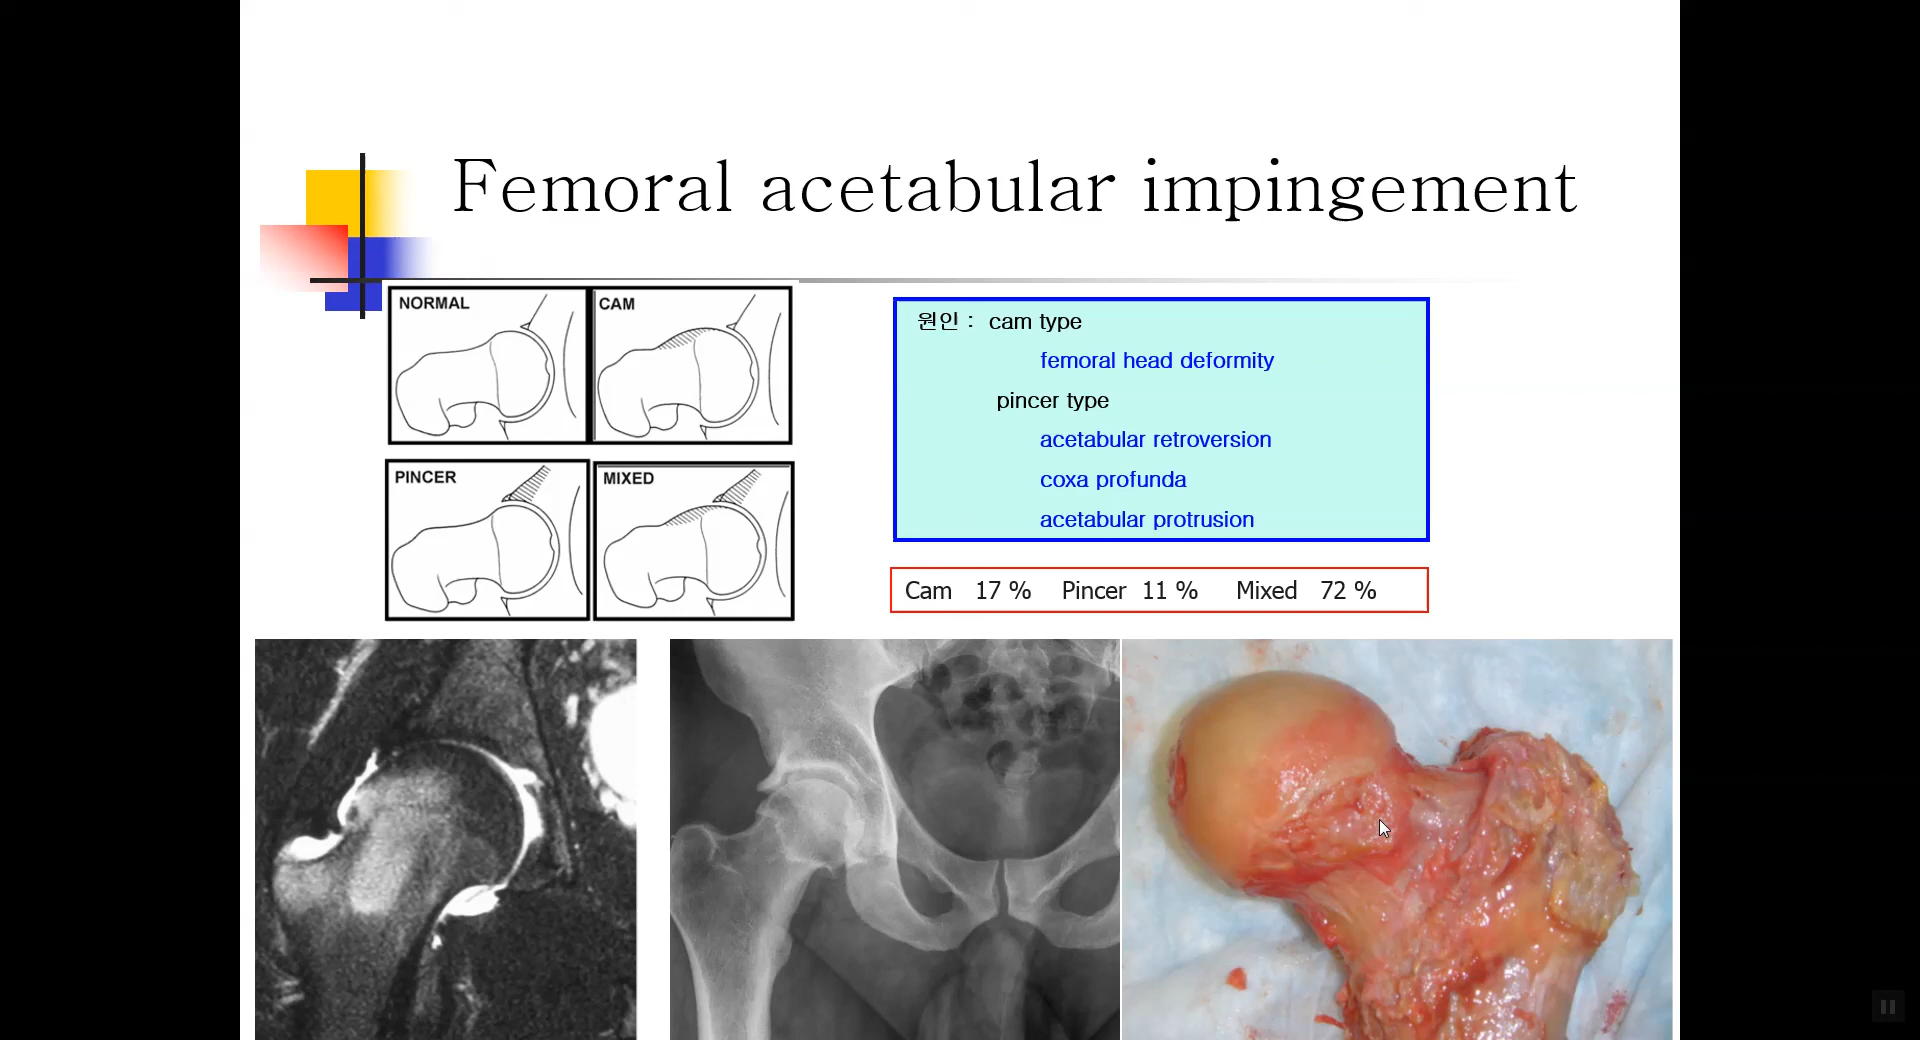 Femoral acetabular impingement
NORMAL
CAM
PINCER
MIXED
원인 : cam type
femoral head deformity
pincer type
acetabular retroversion
coxa profunda
acetabular protrusion
Cam 17 % Pincer 11 % Mixed 72 %